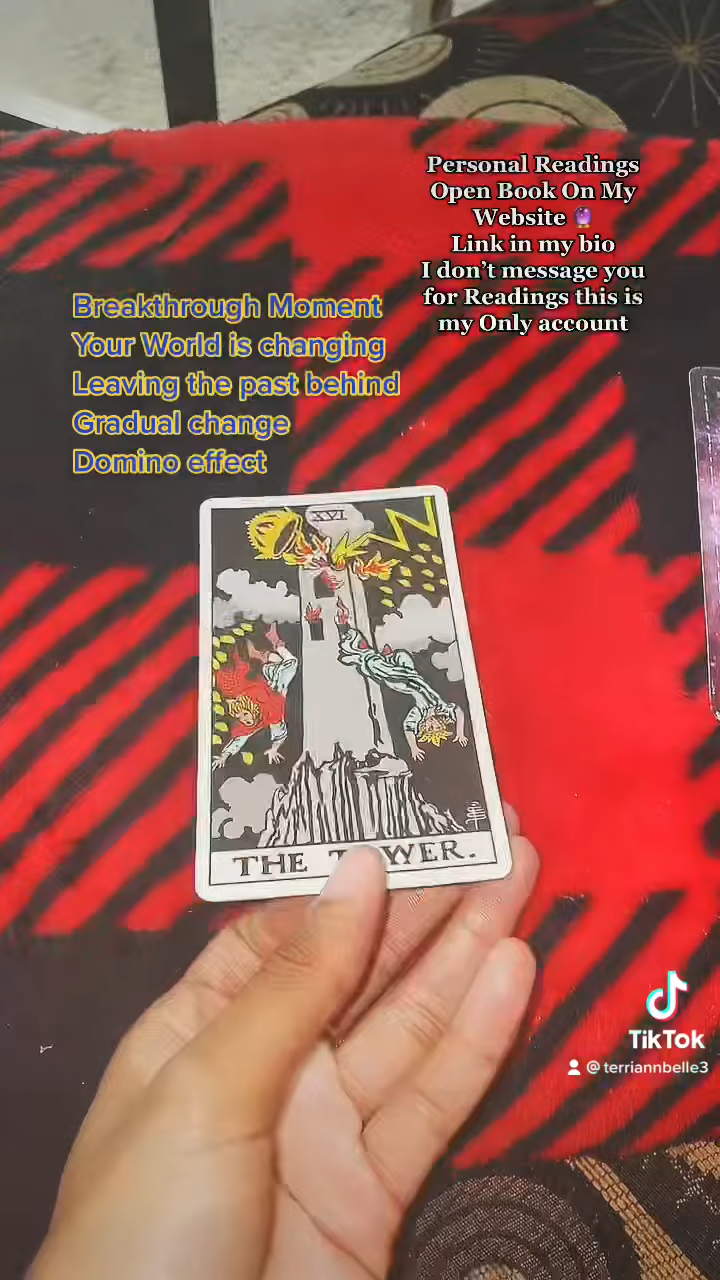 Personal Readings
Open Book On My
Website 🔮
Link in my bio
I don't message you
for Readings this is
my Only account
Breakthrough Moment
Your World is changing
Leaving the past behind
Gradual change
Domino effect
XVI
THE TOWER.
TikTok
@terriannbelle3